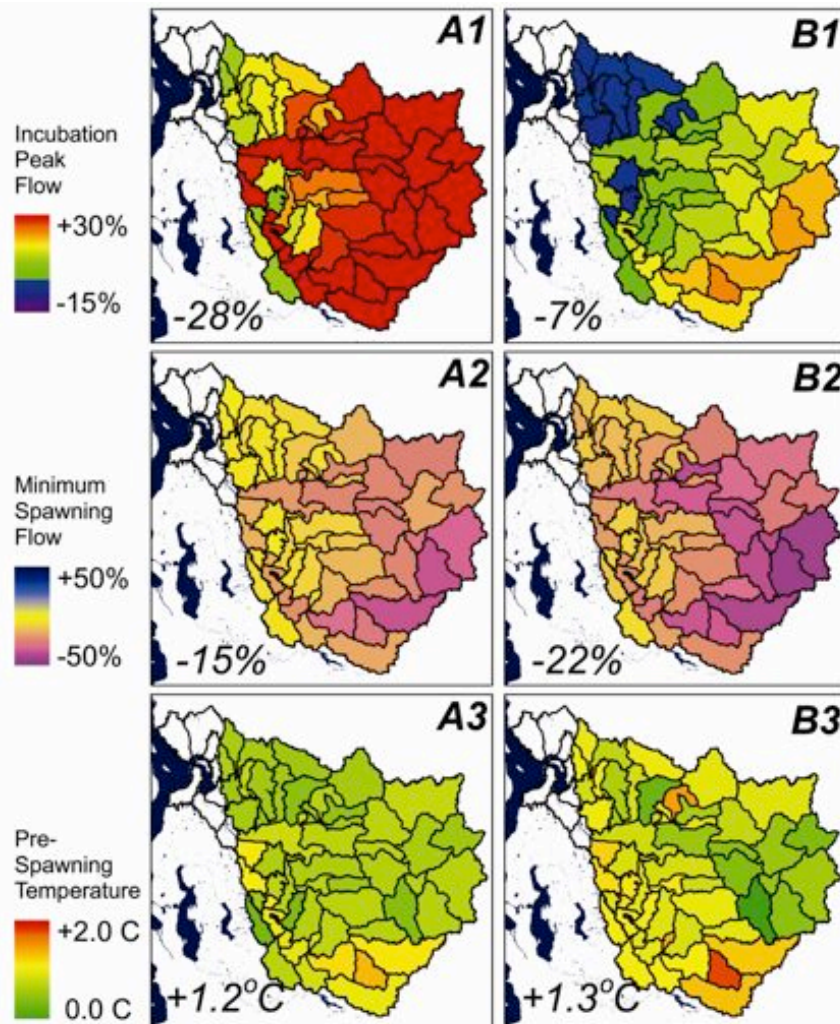 A1
B1
Incubation
Peak
Flow
+30%
-15%
-28%
-7%
A2
B2
Minimum
Spawning
Flow
+50%
-50%
-15%
-22%
A3
B3
Pre-
Spawning
Temperature
+2.0 C
0.0 C
+1.2°C
+1.3°C